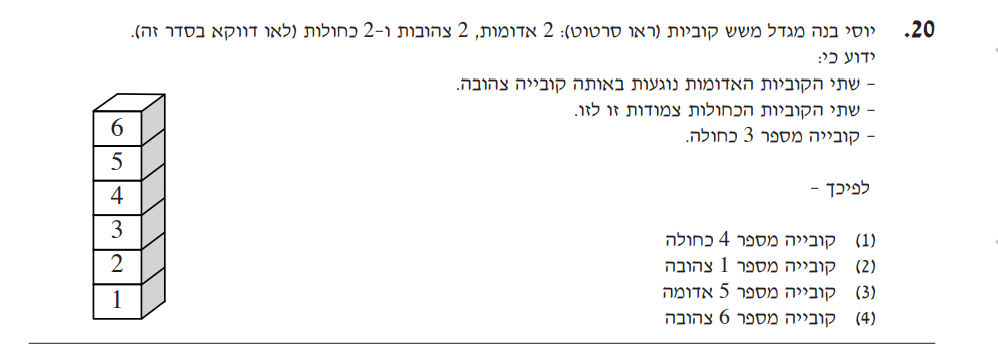 20. יוסי בנה מגדל משש קוביות (ראו סרטוט): 2 אדומות, 2 צהובות ו-2 כחולות (לאו דווקא בסדר זה).
ידוע כי:
- שתי הקוביות האדומות נוגעות באותה קובייה צהובה.
- שתי הקוביות הכחולות צמודות זו לזו.
- קובייה מספר 3 כחולה.
לפיכך -
(1) קובייה מספר 4 כחולה
(2) קובייה מספר 1 צהובה
(3) קובייה מספר 5 אדומה
(4) קובייה מספר 6 צהובה
6
5
4
3
2
1